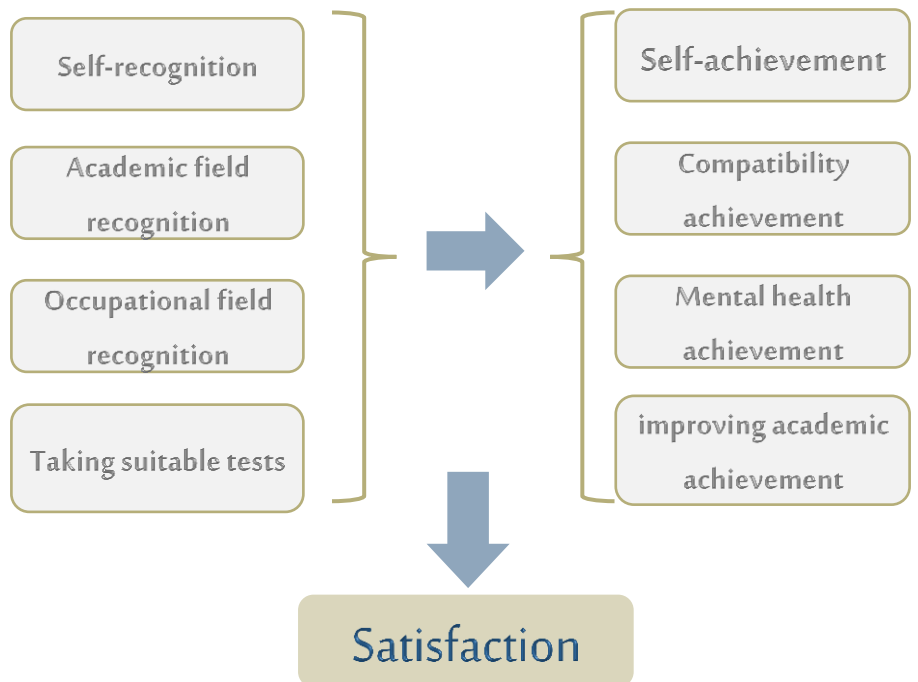 Self-recognition
Academic field
recognition
Occupational field
recognition
Taking suitable tests
Self-achievement
Compatibility
achievement
Mental health
achievement
improving academic
achievement
Satisfaction